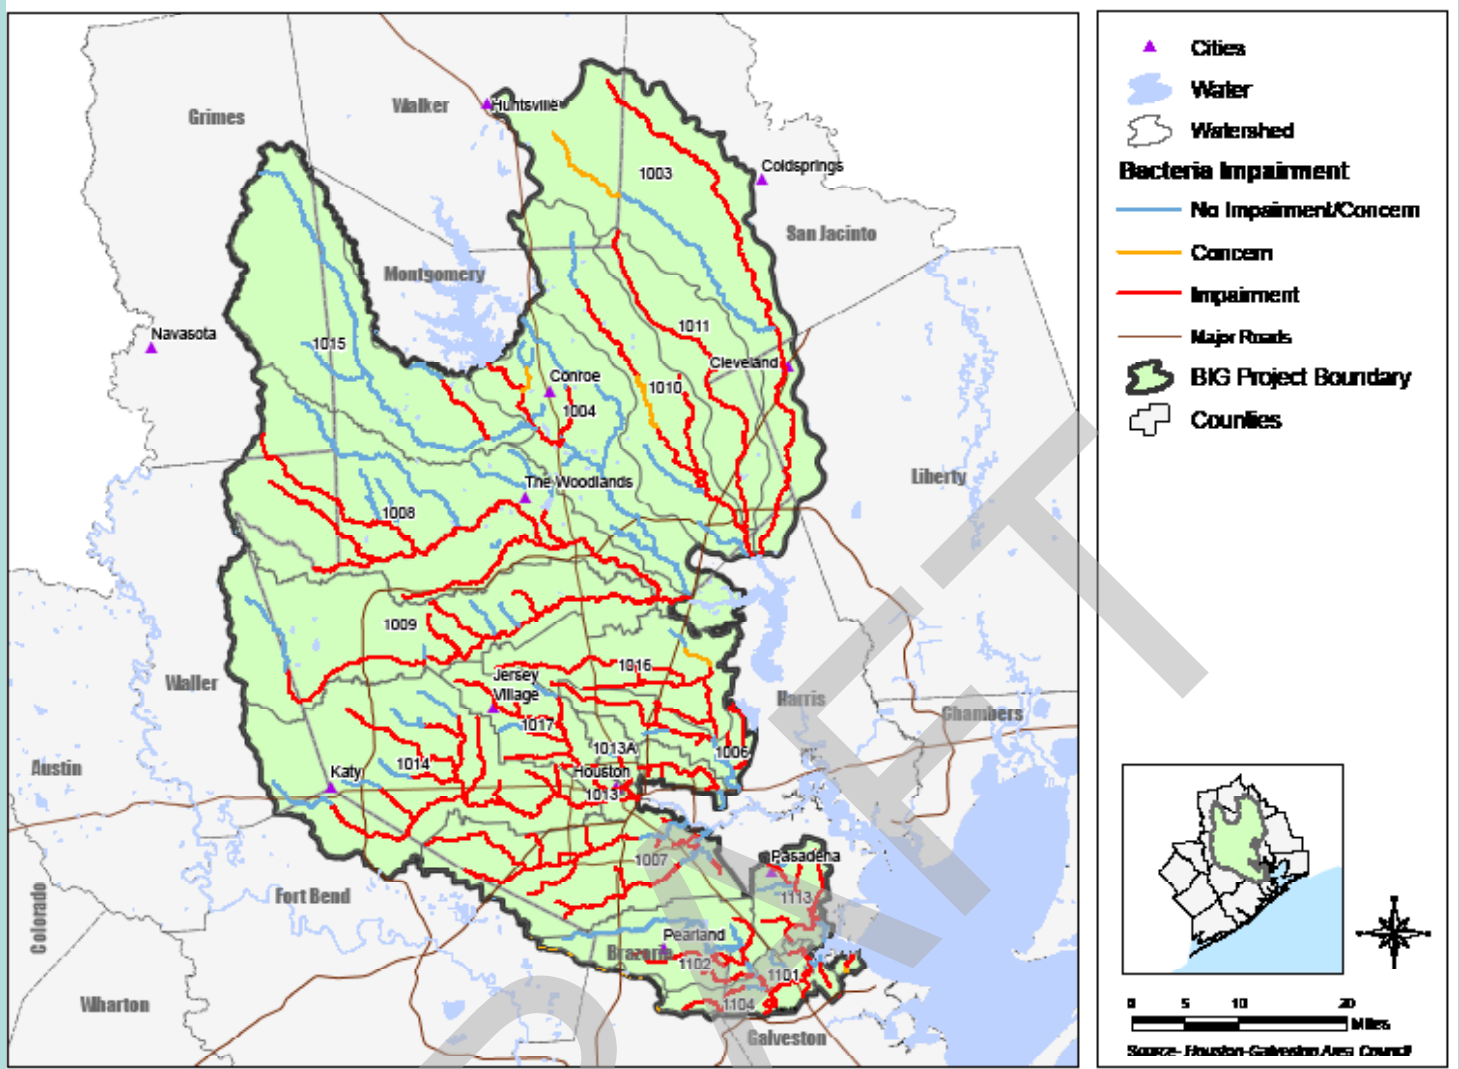 Huntsville
Walker
Grimes
1003
Coldsprings
San Jacinto
Montgomery
Navasota
1015
1011
Cleveland
Conroe
1010
1004
The Woodlands
Liberty
1008
1009
Waller
Jersey
Village
1016
Harris
Chambers
1017
1013A
1006
Austin
Katy
1014
Houston
1013
1007
Pasadena
1113
Fort Bend
Colorado
Pearland
Brazoria
1102
1101
1104
Wharton
Galveston
Cities
Water
Watershed
Bacteria Impairment
No Impairment/Concern
Concern
Impairment
Major Roads
BIG Project Boundary
Counties
0 5 10 20
Miles
Source- Houston-Galveston Area Council